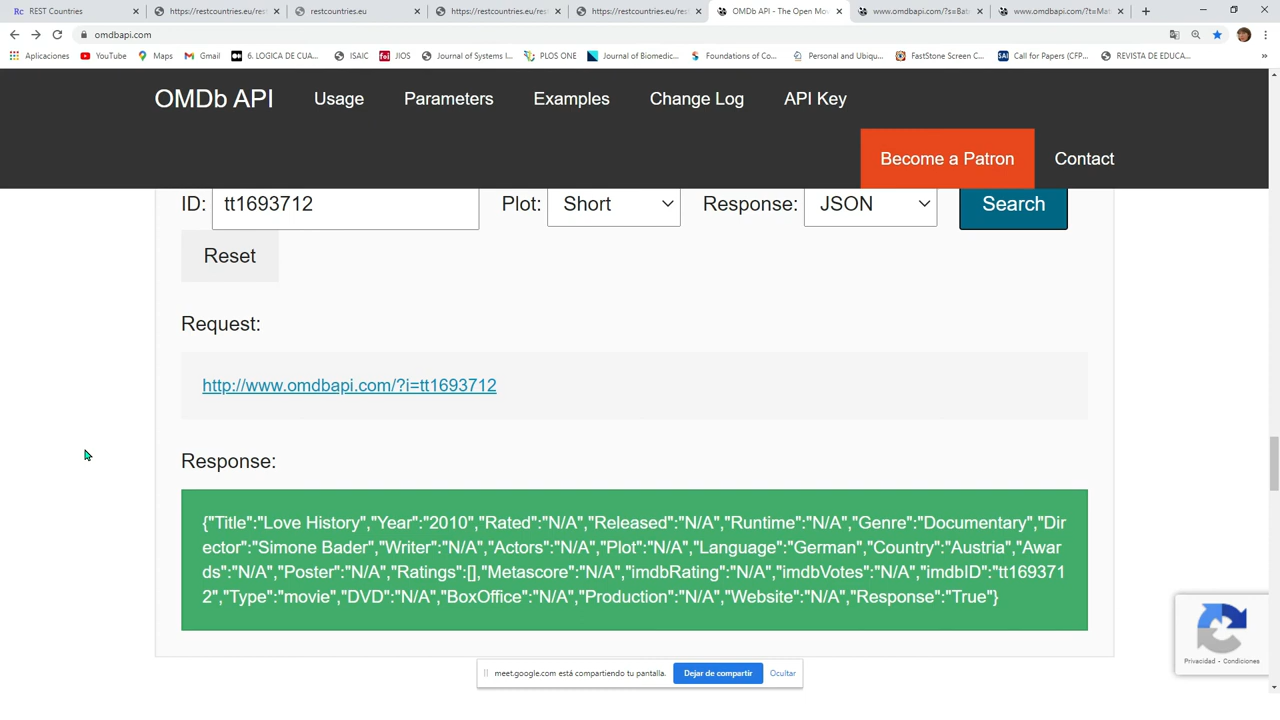 REST Countries
https://restcountries.eu/rest
restcountries.eu
https://restcountries.eu/rest
https://restcountries.eu/rest
OMDb API - The Open Mov
www.omdbapi.com/?s=Bat
www.omdbapi.com/?t=Mat
omdbapi.com
Aplicaciones
YouTube
Maps
Gmail
6. LOGICA DE CUA...
ISAIC
JIOS
Journal of Systems I...
PLOS ONE
Journal of Biomedic...
Foundations of Co...
Personal and Ubiqu...
FastStone Screen C...
Call for Papers (CFP...
REVISTA DE EDUCA...
»
OMDb API Usage Parameters Examples Change Log API Key
Become a Patron Contact
ID: tt1693712 Plot: Short Response: JSON Search
Reset
Request:
http://www.omdbapi.com/?i=tt1693712
Response:
{"Title":"Love History","Year":"2010","Rated":"N/A","Released":"N/A","Runtime":"N/A","Genre":"Documentary","Dir
ector":"Simone Bader","Writer":"N/A","Actors":"N/A","Plot":"N/A","Language":"German","Country":"Austria","Awar
ds":"N/A","Poster":"N/A","Ratings":[],"Metascore":"N/A","imdbRating":"N/A","imdbVotes":"N/A","imdbID":"tt169371
2","Type":"movie","DVD":"N/A","BoxOffice":"N/A","Production":"N/A","Website":"N/A","Response":"True"}
Privacidad - Condiciones
meet.google.com está compartiendo tu pantalla. Dejar de compartir Ocultar